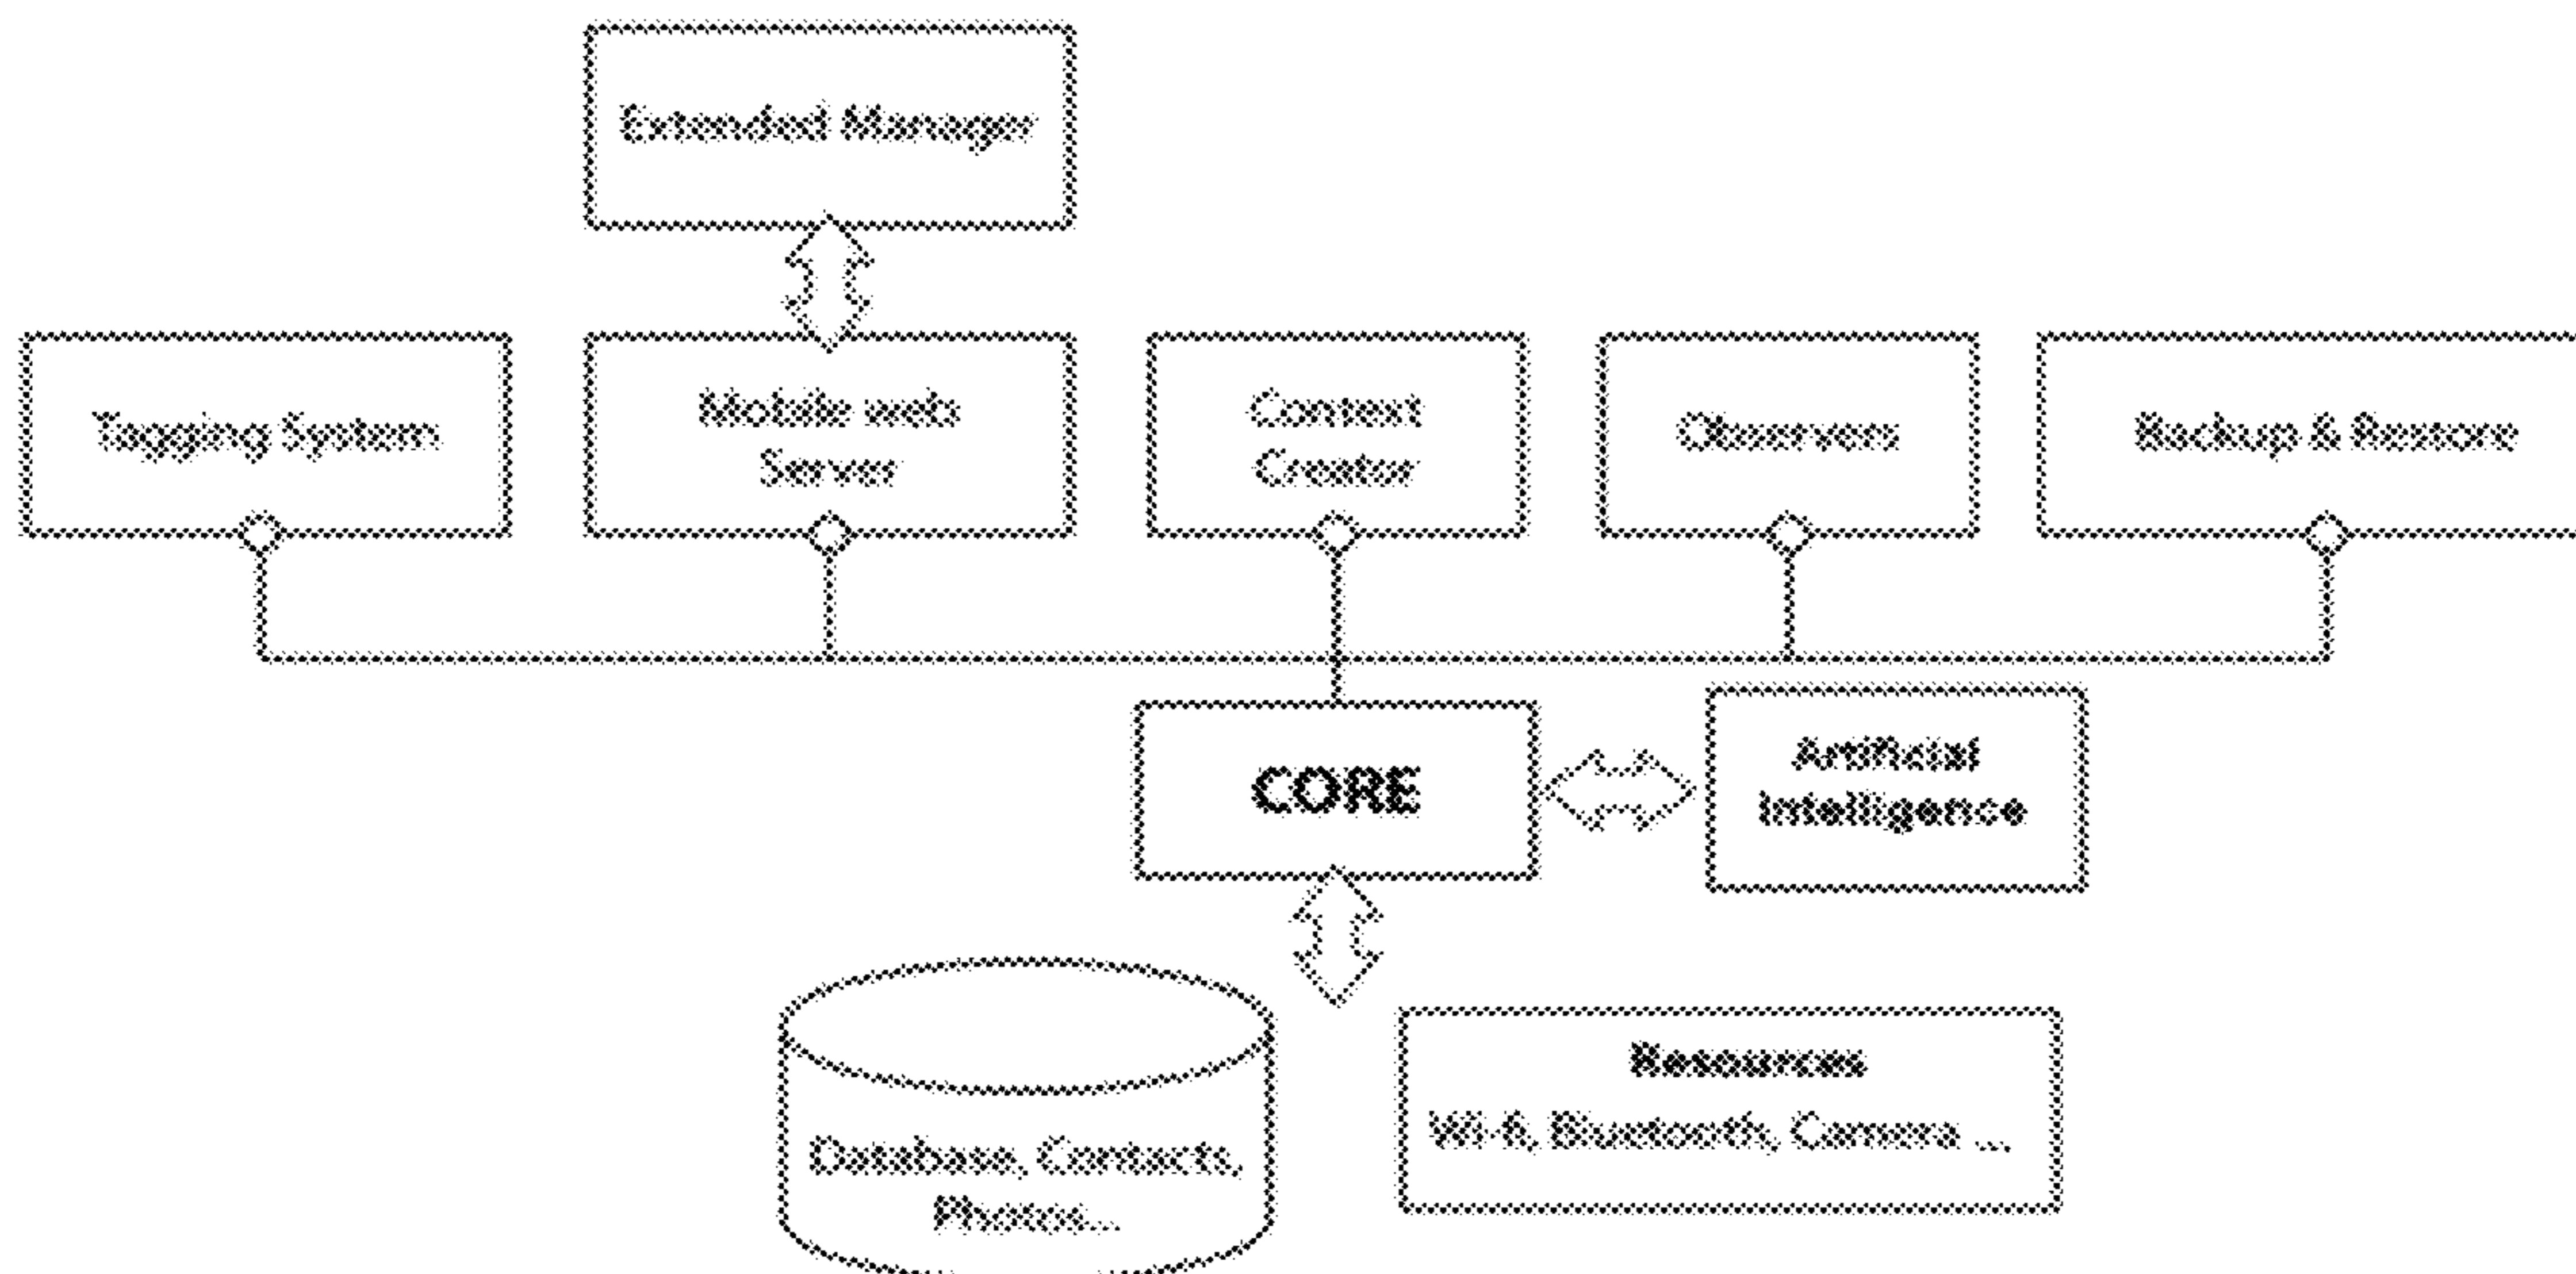 Extended Manager
Tagging System
Mobile web
Server
Context
Creator
Observers
Backup & Restore
CORE
Artificial
Intelligence
Resources
Wi-fi, Bluetooth, Camera ...
Database, Contacts,
Photos...